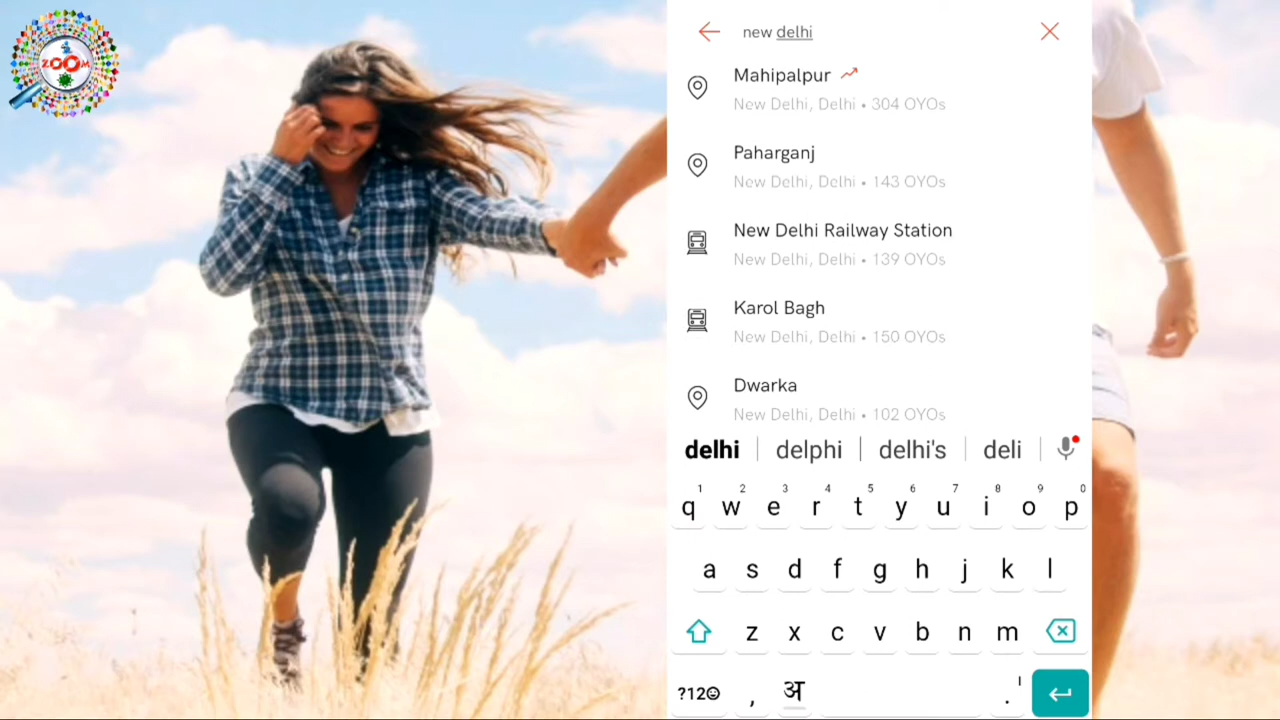 ZOOM
new delhi
Mahipalpur
New Delhi, Delhi • 304 OYOs
Paharganj
New Delhi, Delhi • 143 OYOs
New Delhi Railway Station
New Delhi, Delhi • 139 OYOs
Karol Bagh
New Delhi, Delhi • 150 OYOs
Dwarka
New Delhi, Delhi • 102 OYOs
delhi delphi delhi's deli
1 2 3 4 5 6 7 8 9 0
q w e r t y u i o p
a s d f g h j k l
z x c v b n m
?12☺ , अ . '